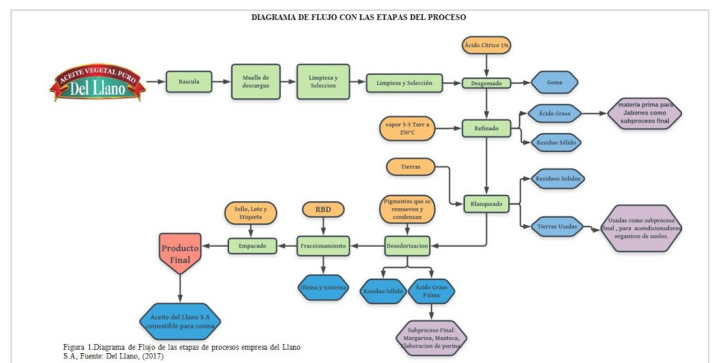 DIAGRAMA DE FLUJO CON LAS ETAPAS DEL PROCESO
Ácido Cítrico 1%
ACEITE VEGETAL PURO
Del Llano
Bascula
Muelle de
descargue
Limpieza y
Seleccion
Limpieza y Selección
Desgomado
Goma
vapor 3-5 Torr a
250°C
Refinado
Ácido Graso
materia prima para
Jabones como
subproceso final
Residuo Sólido
Tierras
Blanqueado
Residuos Solidos
Tierras Usadas
Usadas como subproceso
final , para acondicionadores
organicos de suelos.
Sello, Lote y
Etiqueta
RBD
Pigmentos que se
remueven y
condensan
Producto
Final
Empacado
Fraccionamiento
Desodorizacion
Oleina y Estarina
Residuo Sólido
Ácido Graso
Palma
Aceite del Llano S.A
comestible para cosina.
Subproceso Final:
Margarina, Manteca,
Elaboracion de purina.
Figura 1.Diagrama de Flujo de las etapas de procesos empresa del Llano
S.A, Fuente: Del Llano, (2017)